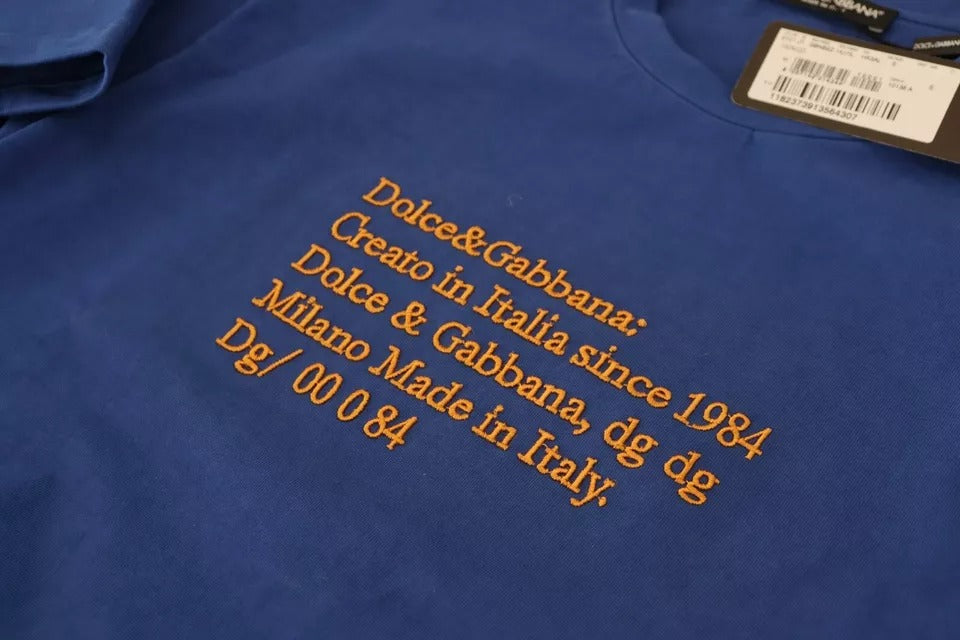 Dolce&Gabbana:
Creato in Italia since 1984
Dolce & Gabbana, dg dg
Milano Made in Italy.
Dg/ 00 0 84
1182373913564307